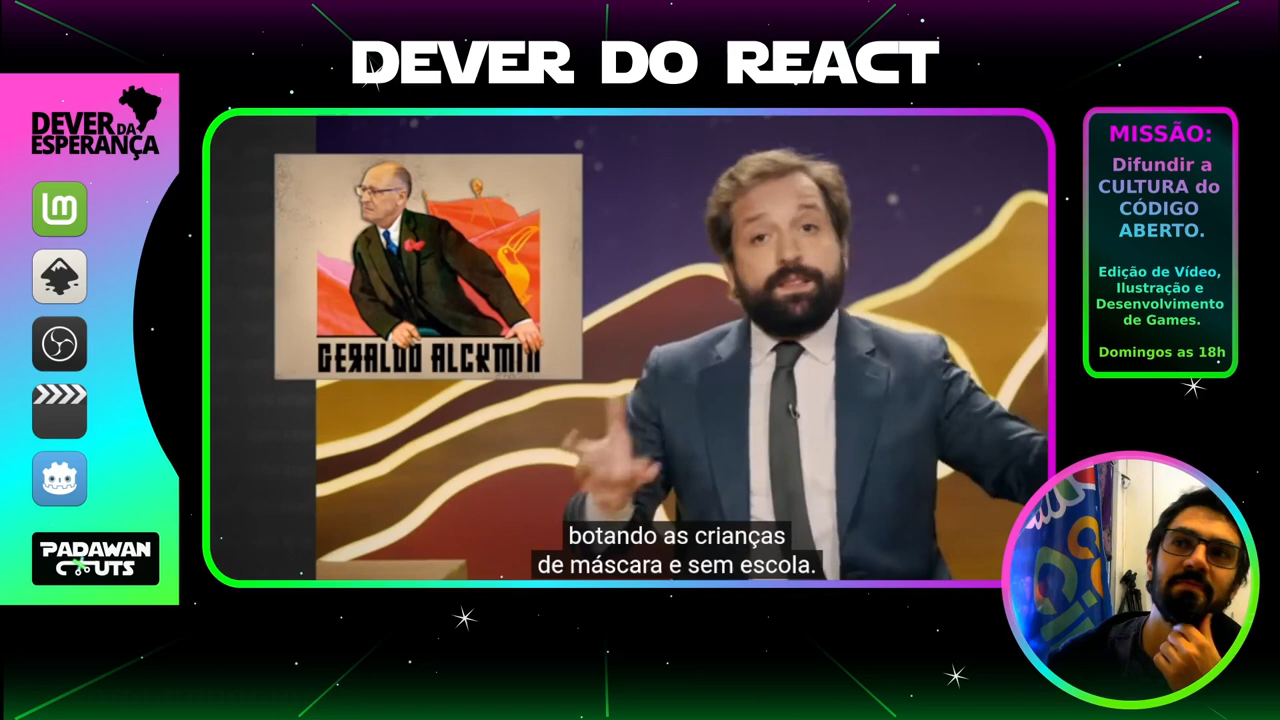 DEVER DO REACT
DEVER DA
ESPERANÇA
PADAWAN
CUTS
GERALDO ALCKMIN
botando as crianças
de máscara e sem escola.
MISSÃO:
Difundir a
CULTURA do
CÓDIGO
ABERTO.
Edição de Vídeo,
Ilustração e
Desenvolvimento
de Games.
Domingos as 18h